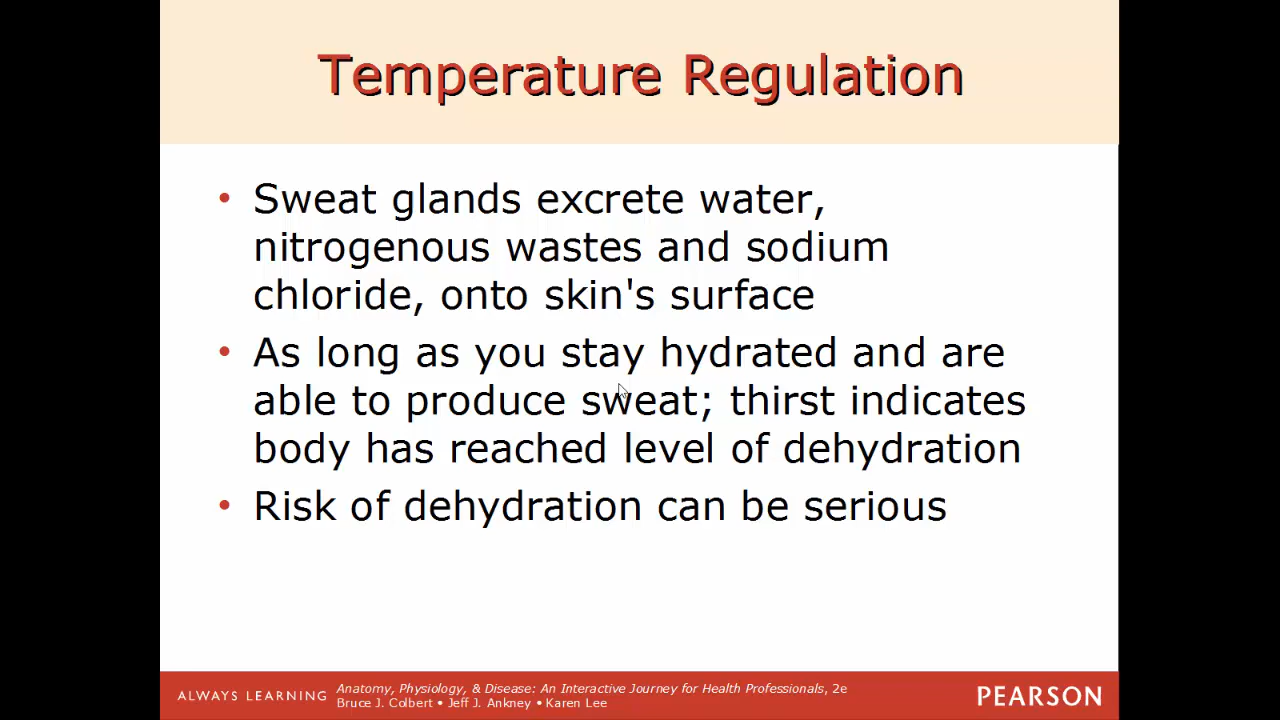 Temperature Regulation
• Sweat glands excrete water,
nitrogenous wastes and sodium
chloride, onto skin's surface
• As long as you stay hydrated and are
able to produce sweat; thirst indicates
body has reached level of dehydration
• Risk of dehydration can be serious
ALWAYS LEARNING
Anatomy, Physiology, & Disease: An Interactive Journey for Health Professionals, 2e
Bruce J. Colbert • Jeff J. Ankney • Karen Lee
PEARSON